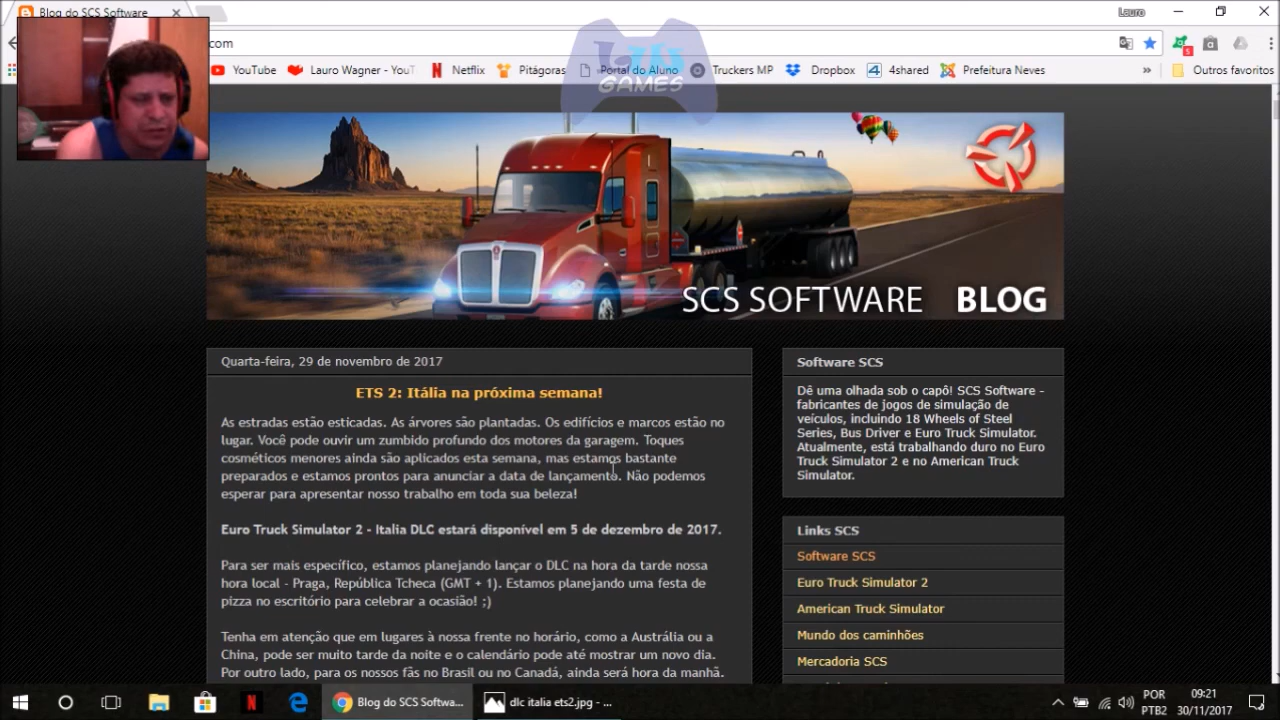 Blog do SCS Software
Lauro
com
YouTube
Lauro Wagner - YouT
Netflix
Pitágoras
Portal do Aluno
Truckers MP
Dropbox
4shared
Prefeitura Neves
»
Outros favoritos
GAMES
SCS SOFTWARE BLOG
Quarta-feira, 29 de novembro de 2017
ETS 2: Itália na próxima semana!
As estradas estão esticadas. As árvores são plantadas. Os edifícios e marcos estão no
lugar. Você pode ouvir um zumbido profundo dos motores da garagem. Toques
cosméticos menores ainda são aplicados esta semana, mas estamos bastante
preparados e estamos prontos para anunciar a data de lançamento. Não podemos
esperar para apresentar nosso trabalho em toda sua beleza!
Euro Truck Simulator 2 - Italia DLC estará disponível em 5 de dezembro de 2017.
Para ser mais específico, estamos planejando lançar o DLC na hora da tarde nossa
hora local - Praga, República Tcheca (GMT + 1). Estamos planejando uma festa de
pizza no escritório para celebrar a ocasião! ;)
Tenha em atenção que em lugares à nossa frente no horário, como a Austrália ou a
China, pode ser muito tarde da noite e o calendário pode até mostrar um novo dia.
Por outro lado, para os nossos fãs no Brasil ou no Canadá, ainda será hora da manhã.
Software SCS
Dê uma olhada sob o capô! SCS Software -
fabricantes de jogos de simulação de
veículos, incluindo 18 Wheels of Steel
Series, Bus Driver e Euro Truck Simulator.
Atualmente, está trabalhando duro no Euro
Truck Simulator 2 e no American Truck
Simulator.
Links SCS
Software SCS
Euro Truck Simulator 2
American Truck Simulator
Mundo dos caminhões
Mercadoria SCS
Blog do SCS Softwa...
dlc italia ets2.jpg - ...
POR
PTB2
09:21
30/11/2017